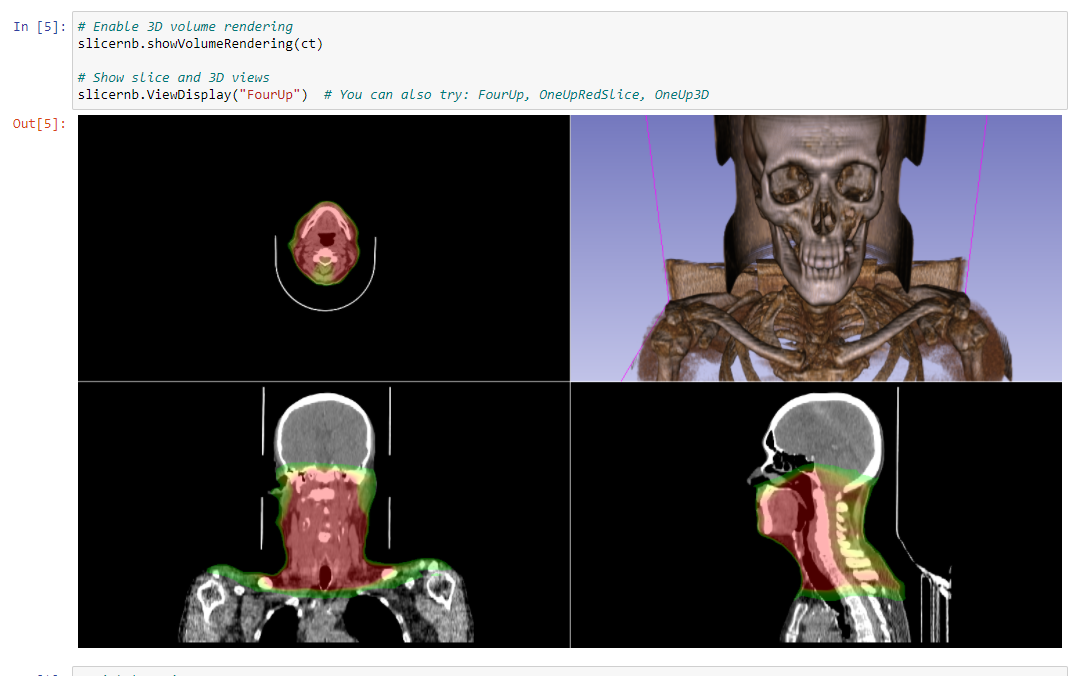 In [5]: # Enable 3D volume rendering
slicernb.showVolumeRendering(ct)
# Show slice and 3D views
slicernb.ViewDisplay("FourUp")  # You can also try: FourUp, OneUpRedSlice, OneUp3D
Out[5]: